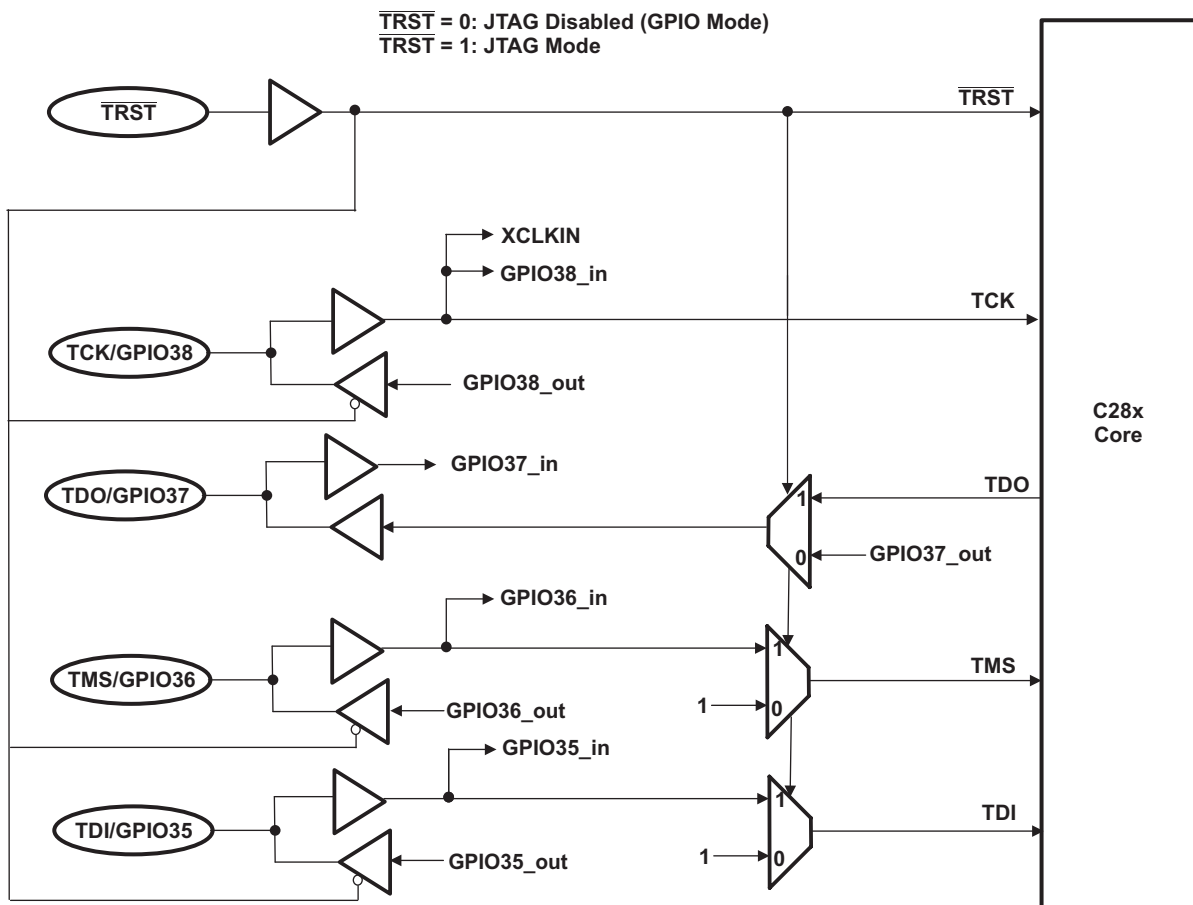 TRST = 0: JTAG Disabled (GPIO Mode)
TRST = 1: JTAG Mode
TRST
TRST
XCLKIN
GPIO38_in
TCK
TCK/GPIO38
GPIO38_out
C28x
Core
GPIO37_in
TDO/GPIO37
TDO
1
0
GPIO37_out
GPIO36_in
1
TMS/GPIO36
TMS
GPIO36_out
1
0
GPIO35_in
1
TDI/GPIO35
TDI
GPIO35_out
1
0